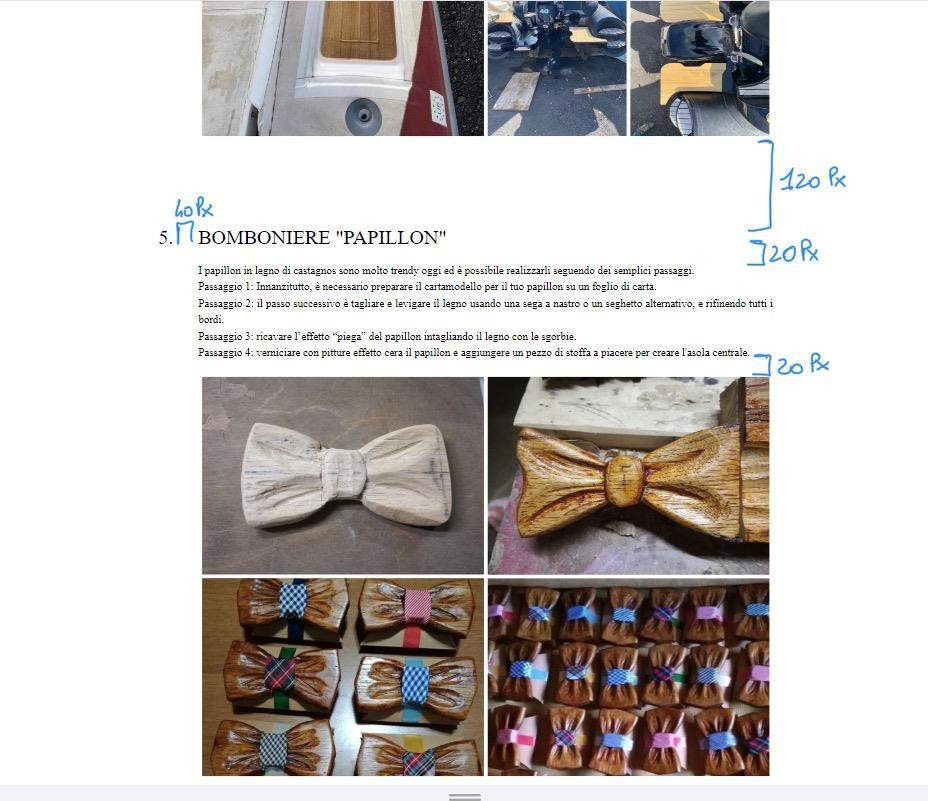 120 Px
40 Px
5. BOMBONIERE "PAPILLON"
20 Px
I papillon in legno di castagnos sono molto trendy oggi ed è possibile realizzarli seguendo dei semplici passaggi.
Passaggio 1: Innanzitutto, è necessario preparare il cartamodello per il tuo papillon su un foglio di carta.
Passaggio 2: il passo successivo è tagliare e levigare il legno usando una sega a nastro o un seghetto alternativo, e rifinendo tutti i
bordi.
Passaggio 3: ricavare l'effetto “piega” del papillon intagliando il legno con le sgorbie.
Passaggio 4: verniciare con pitture effetto cera il papillon e aggiungere un pezzo di stoffa a piacere per creare l'asola centrale.
20 Px